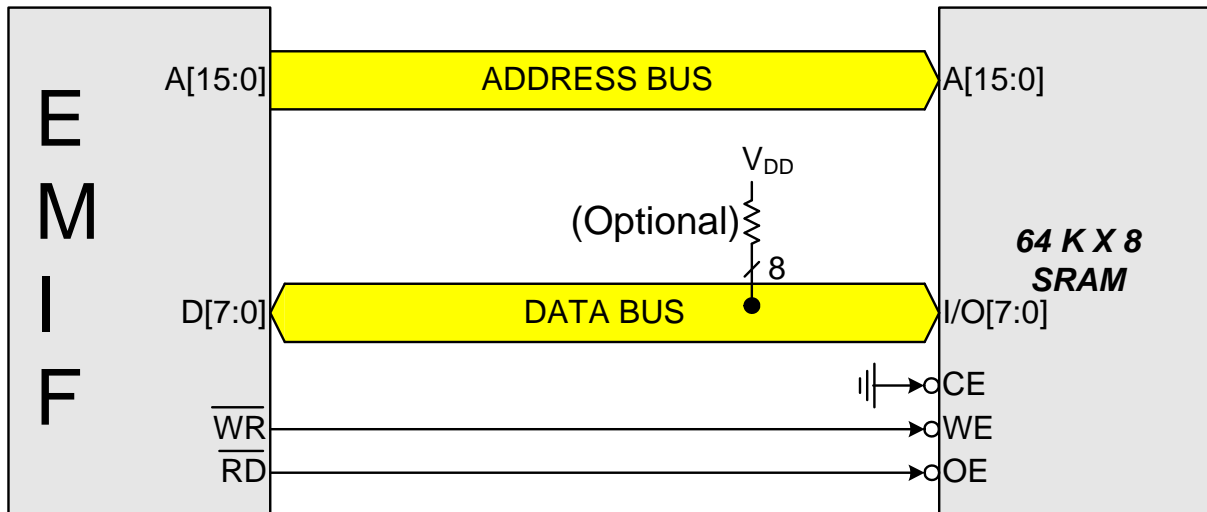 EMIF
A[15:0]
ADDRESS BUS
A[15:0]
VDD
(Optional)
8
64 K X 8
SRAM
D[7:0]
DATA BUS
I/O[7:0]
CE
WR
WE
RD
OE